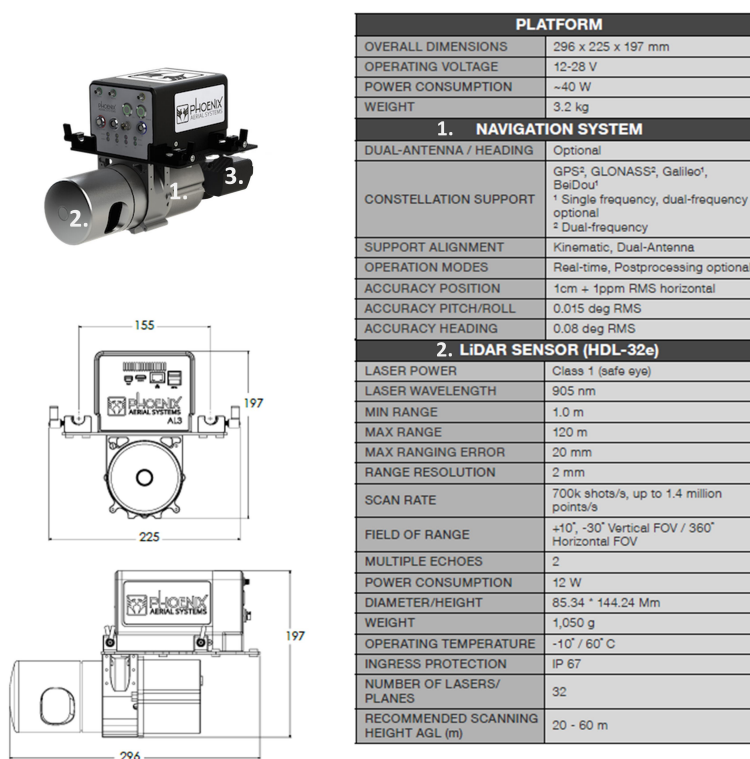 PHOENIX
AERIAL SYSTEMS
1.
2.
3.
155
197
PHOENIX
AERIAL SYSTEMS
AL3
225
PHOENIX
AERIAL SYSTEMS
197
296
PLATFORM
OVERALL DIMENSIONS 296 x 225 x 197 mm
OPERATING VOLTAGE 12-28 V
POWER CONSUMPTION ~40 W
WEIGHT 3.2 kg
1. NAVIGATION SYSTEM
DUAL-ANTENNA / HEADING Optional
CONSTELLATION SUPPORT GPS², GLONASS², Galileo¹,
BeiDou¹
¹ Single frequency, dual-frequency
optional
² Dual-frequency
SUPPORT ALIGNMENT Kinematic, Dual-Antenna
OPERATION MODES Real-time, Postprocessing optional
ACCURACY POSITION 1cm + 1ppm RMS horizontal
ACCURACY PITCH/ROLL 0.015 deg RMS
ACCURACY HEADING 0.08 deg RMS
2. LiDAR SENSOR (HDL-32e)
LASER POWER Class 1 (safe eye)
LASER WAVELENGTH 905 nm
MIN RANGE 1.0 m
MAX RANGE 120 m
MAX RANGING ERROR 20 mm
RANGE RESOLUTION 2 mm
SCAN RATE 700k shots/s, up to 1.4 million
points/s
FIELD OF RANGE +10°, -30° Vertical FOV / 360°
Horizontal FOV
MULTIPLE ECHOES 2
POWER CONSUMPTION 12 W
DIAMETER/HEIGHT 85.34 * 144.24 Mm
WEIGHT 1,050 g
OPERATING TEMPERATURE -10° / 60° C
INGRESS PROTECTION IP 67
NUMBER OF LASERS/
PLANES 32
RECOMMENDED SCANNING
HEIGHT AGL (m) 20 - 60 m